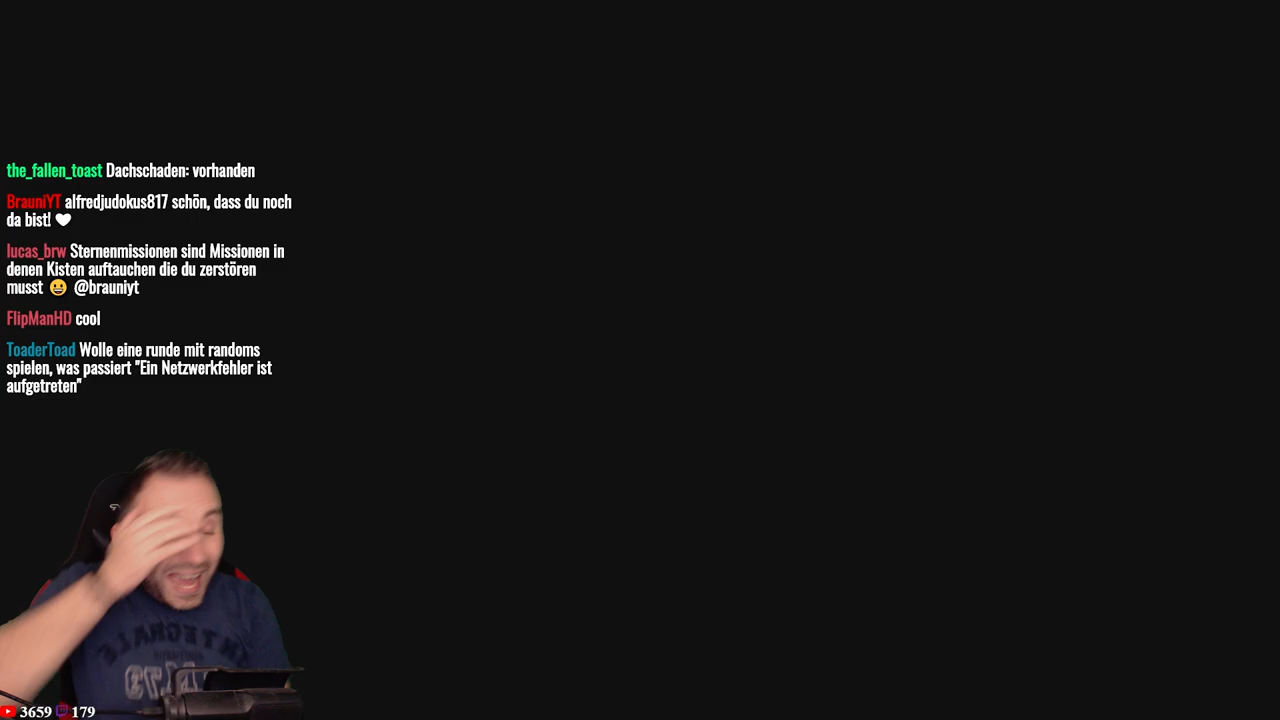 the_fallen_toast Dachschaden: vorhanden
BrauniYT alfredjudokus817 schön, dass du noch
da bist!
lucas_brw Sternenmissionen sind Missionen in
denen Kisten auftauchen die du zerstören
musst 😀 @brauniyt
FlipManHD cool
ToaderToad Wolle eine runde mit randoms
spielen, was passiert "Ein Netzwerkfehler ist
aufgetreten"
INTEGRALE
3659 179